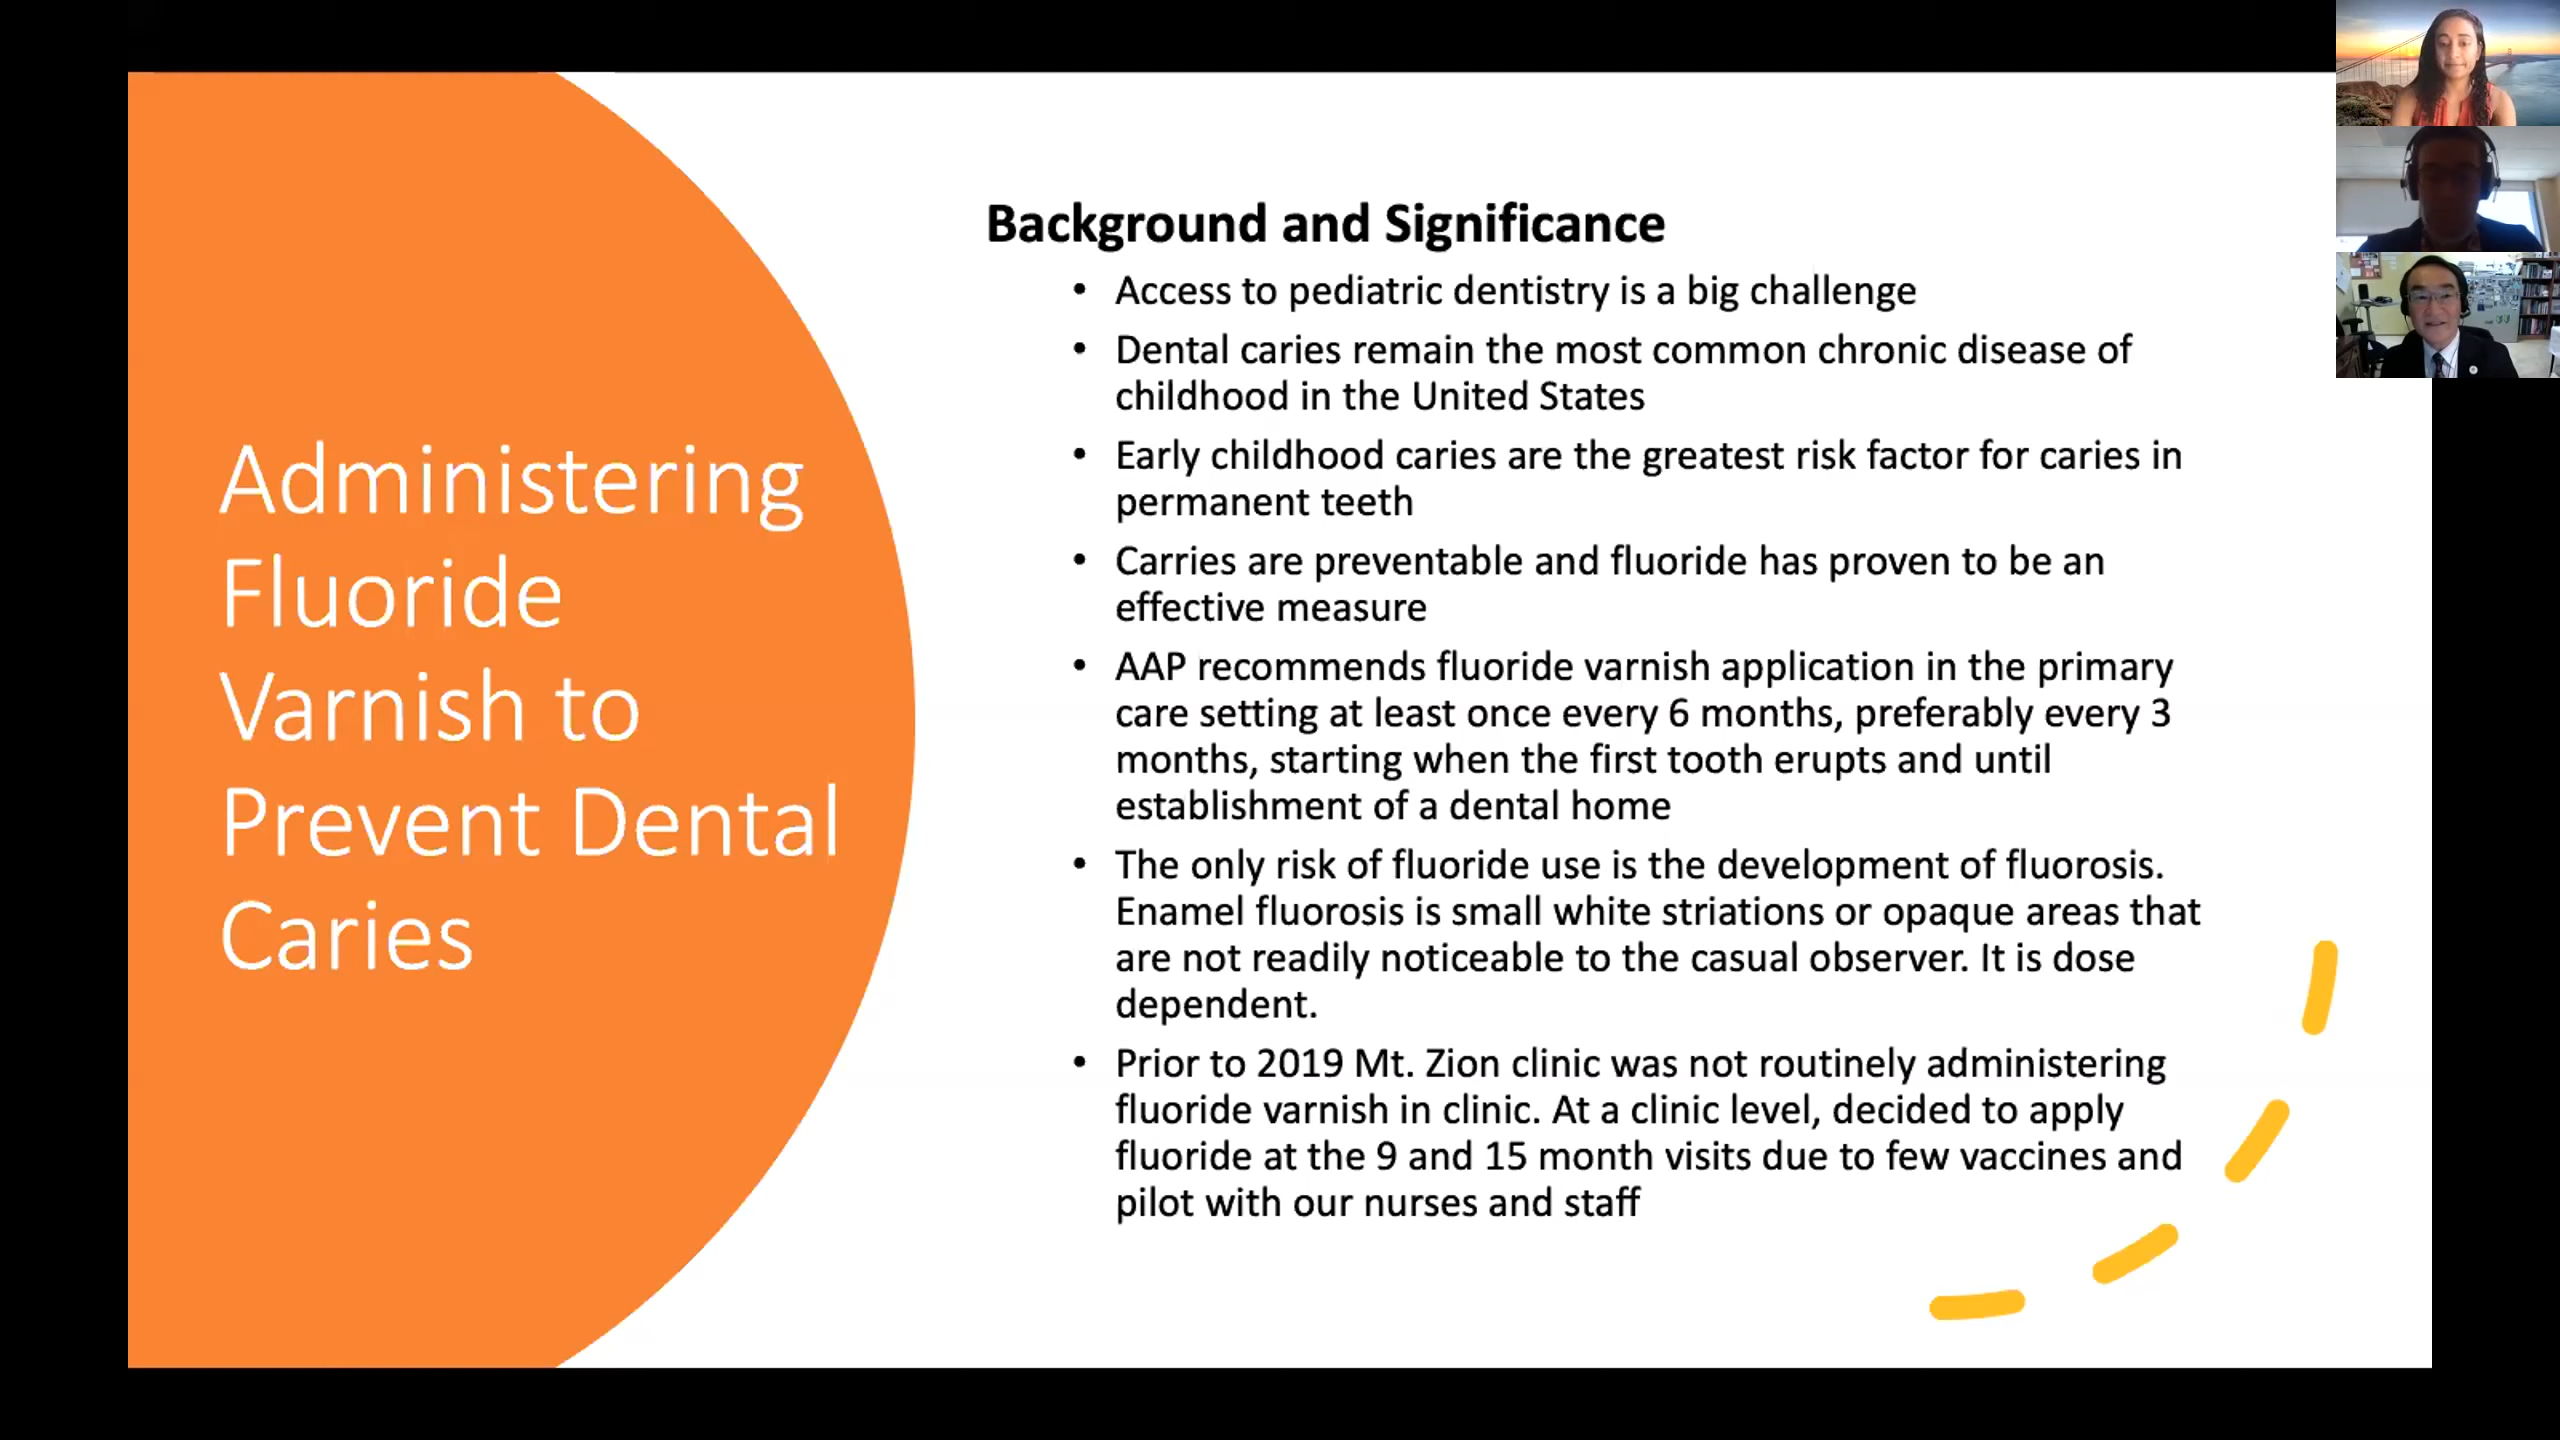 Administering
Fluoride
Varnish to
Prevent Dental
Caries
Background and Significance
• Access to pediatric dentistry is a big challenge
• Dental caries remain the most common chronic disease of
childhood in the United States
• Early childhood caries are the greatest risk factor for caries in
permanent teeth
• Carries are preventable and fluoride has proven to be an
effective measure
• AAP recommends fluoride varnish application in the primary
care setting at least once every 6 months, preferably every 3
months, starting when the first tooth erupts and until
establishment of a dental home
• The only risk of fluoride use is the development of fluorosis.
Enamel fluorosis is small white striations or opaque areas that
are not readily noticeable to the casual observer. It is dose
dependent.
• Prior to 2019 Mt. Zion clinic was not routinely administering
fluoride varnish in clinic. At a clinic level, decided to apply
fluoride at the 9 and 15 month visits due to few vaccines and
pilot with our nurses and staff